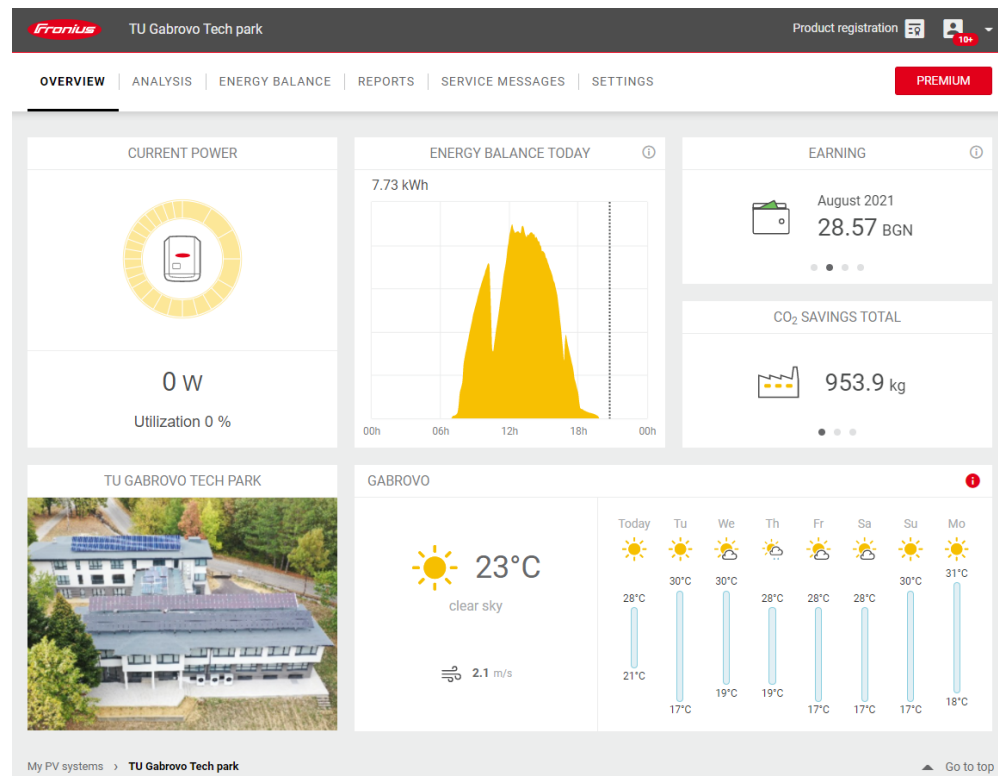 Fronius TU Gabrovo Tech park Product registration 10+
OVERVIEW ANALYSIS ENERGY BALANCE REPORTS SERVICE MESSAGES SETTINGS PREMIUM
CURRENT POWER
0 W
Utilization 0 %
ENERGY BALANCE TODAY
7.73 kWh
00h 06h 12h 18h 00h
EARNING
August 2021
28.57 BGN
CO₂ SAVINGS TOTAL
953.9 kg
TU GABROVO TECH PARK
GABROVO
23°C
clear sky
2.1 m/s
Today Tu We Th Fr Sa Su Mo
28°C 30°C 30°C 28°C 28°C 28°C 30°C 31°C
21°C 17°C 19°C 19°C 17°C 17°C 17°C 18°C
My PV systems › TU Gabrovo Tech park Go to top